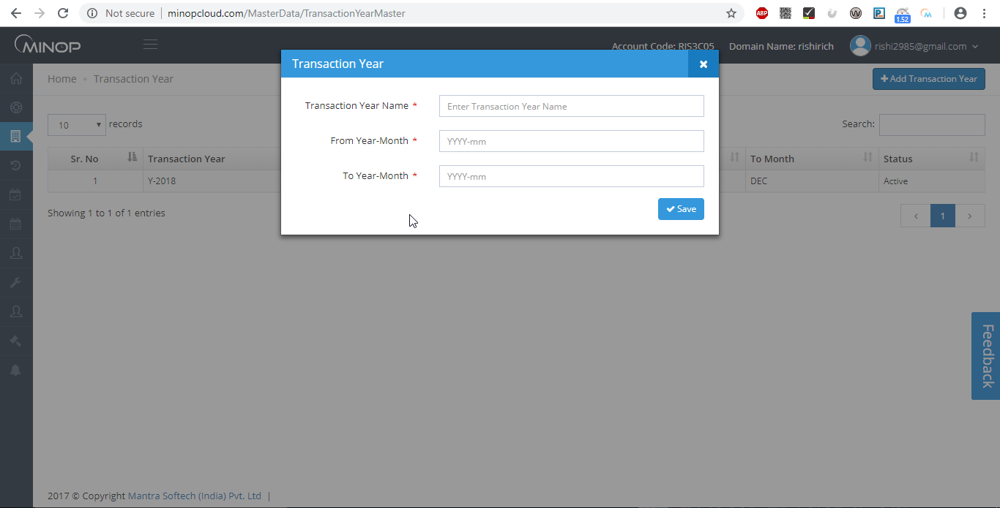 Not secure | minopcloud.com/MasterData/TransactionYearMaster
ABP
W
P
1.52
MINOP
Account Code: RIS3C05
Domain Name: rishirich
rishi2985@gmail.com
Transaction Year
Home • Transaction Year
+ Add Transaction Year
Transaction Year Name *
Enter Transaction Year Name
10 records
Search:
From Year-Month *
YYYY-mm
Sr. No Transaction Year To Month Status
To Year-Month *
YYYY-mm
1 Y-2018 DEC Active
Save
Showing 1 to 1 of 1 entries
< 1 >
Feedback
2017 © Copyright Mantra Softech (India) Pvt. Ltd |